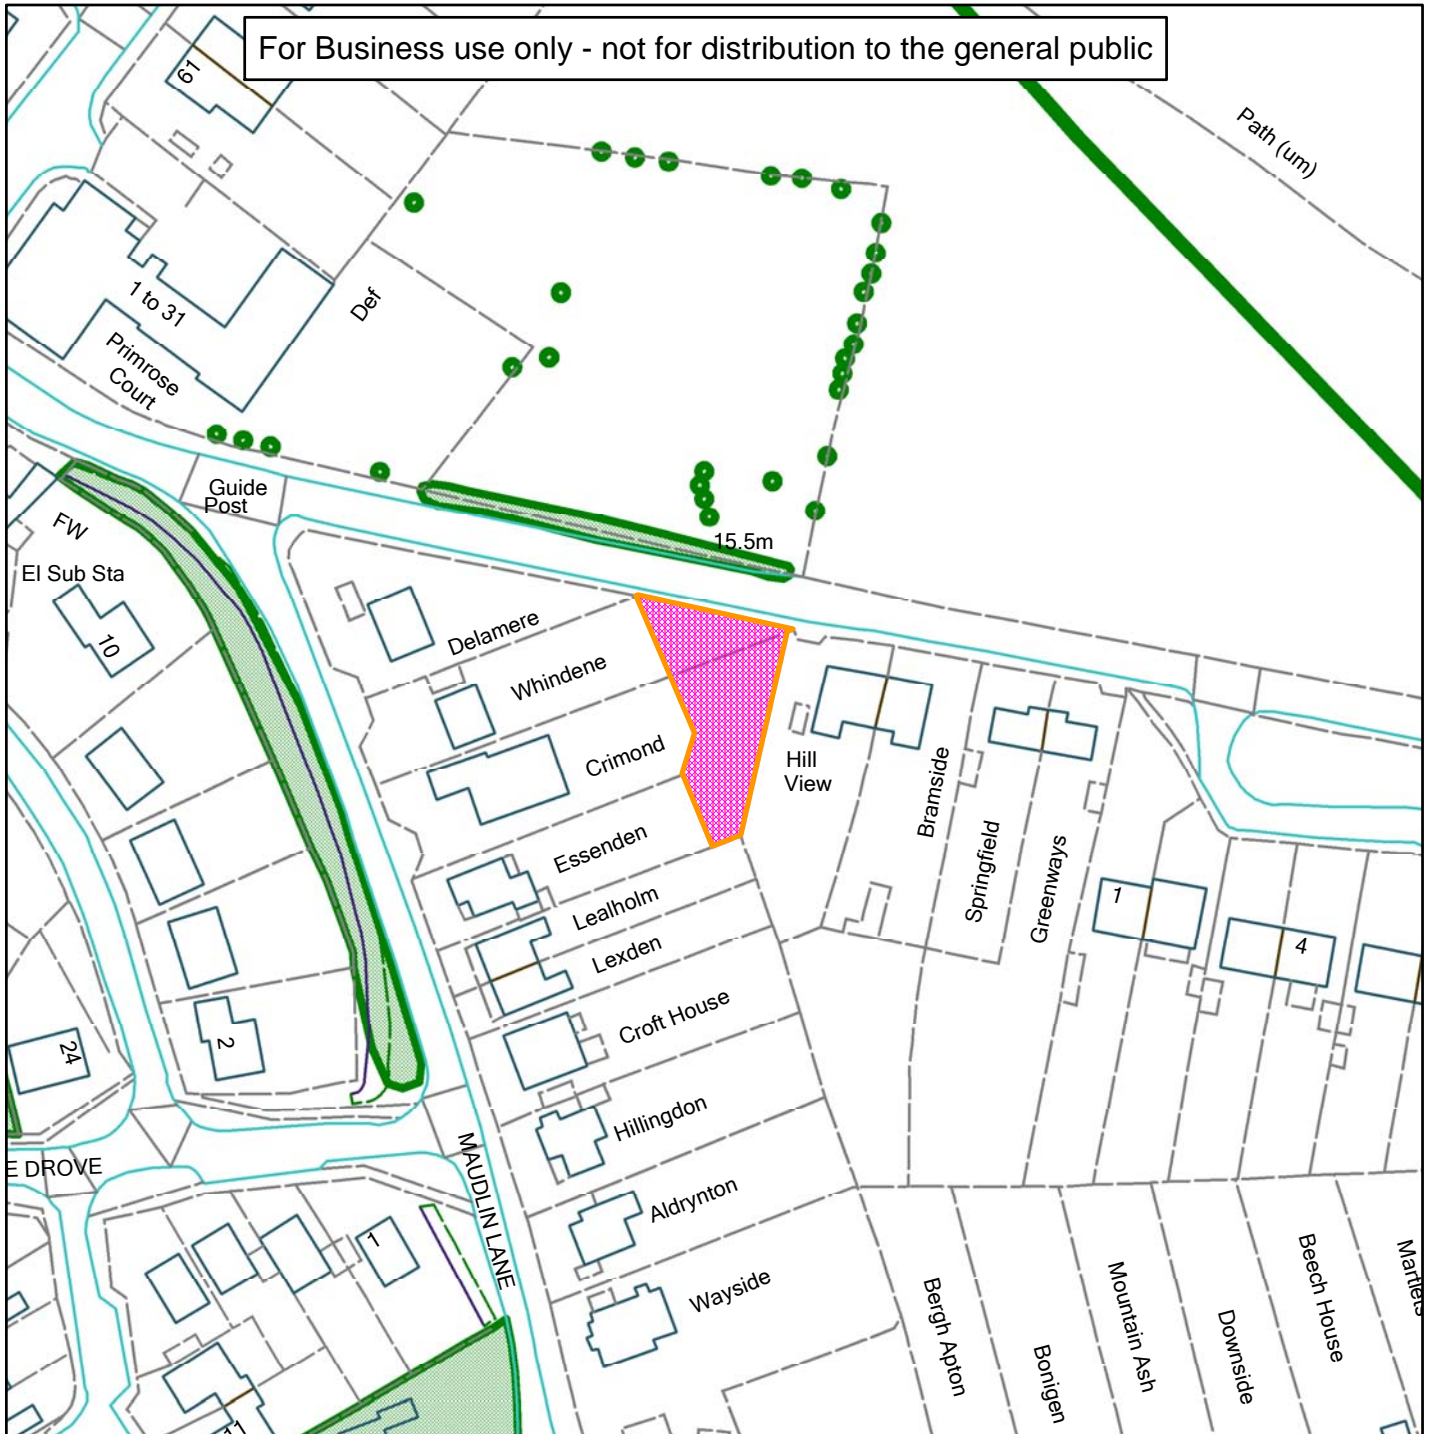 For Business use only - not for distribution to the general public
61
Path (um)
1 to 31
Def
Primrose
Court
Guide
Post
FW
15.5m
El Sub Sta
10
Delamere
Whindene
Crimond
Hill
View
Bramside
Essenden
Springfield
Greenways
1
Lealholm
4
Lexden
Croft House
2
24
Hillingdon
E DROVE
MAUDLIN LANE
Aldrynton
1
Wayside
Bergh Apton
Bonigen
Mountain Ash
Downside
Beech House
Martlets
11